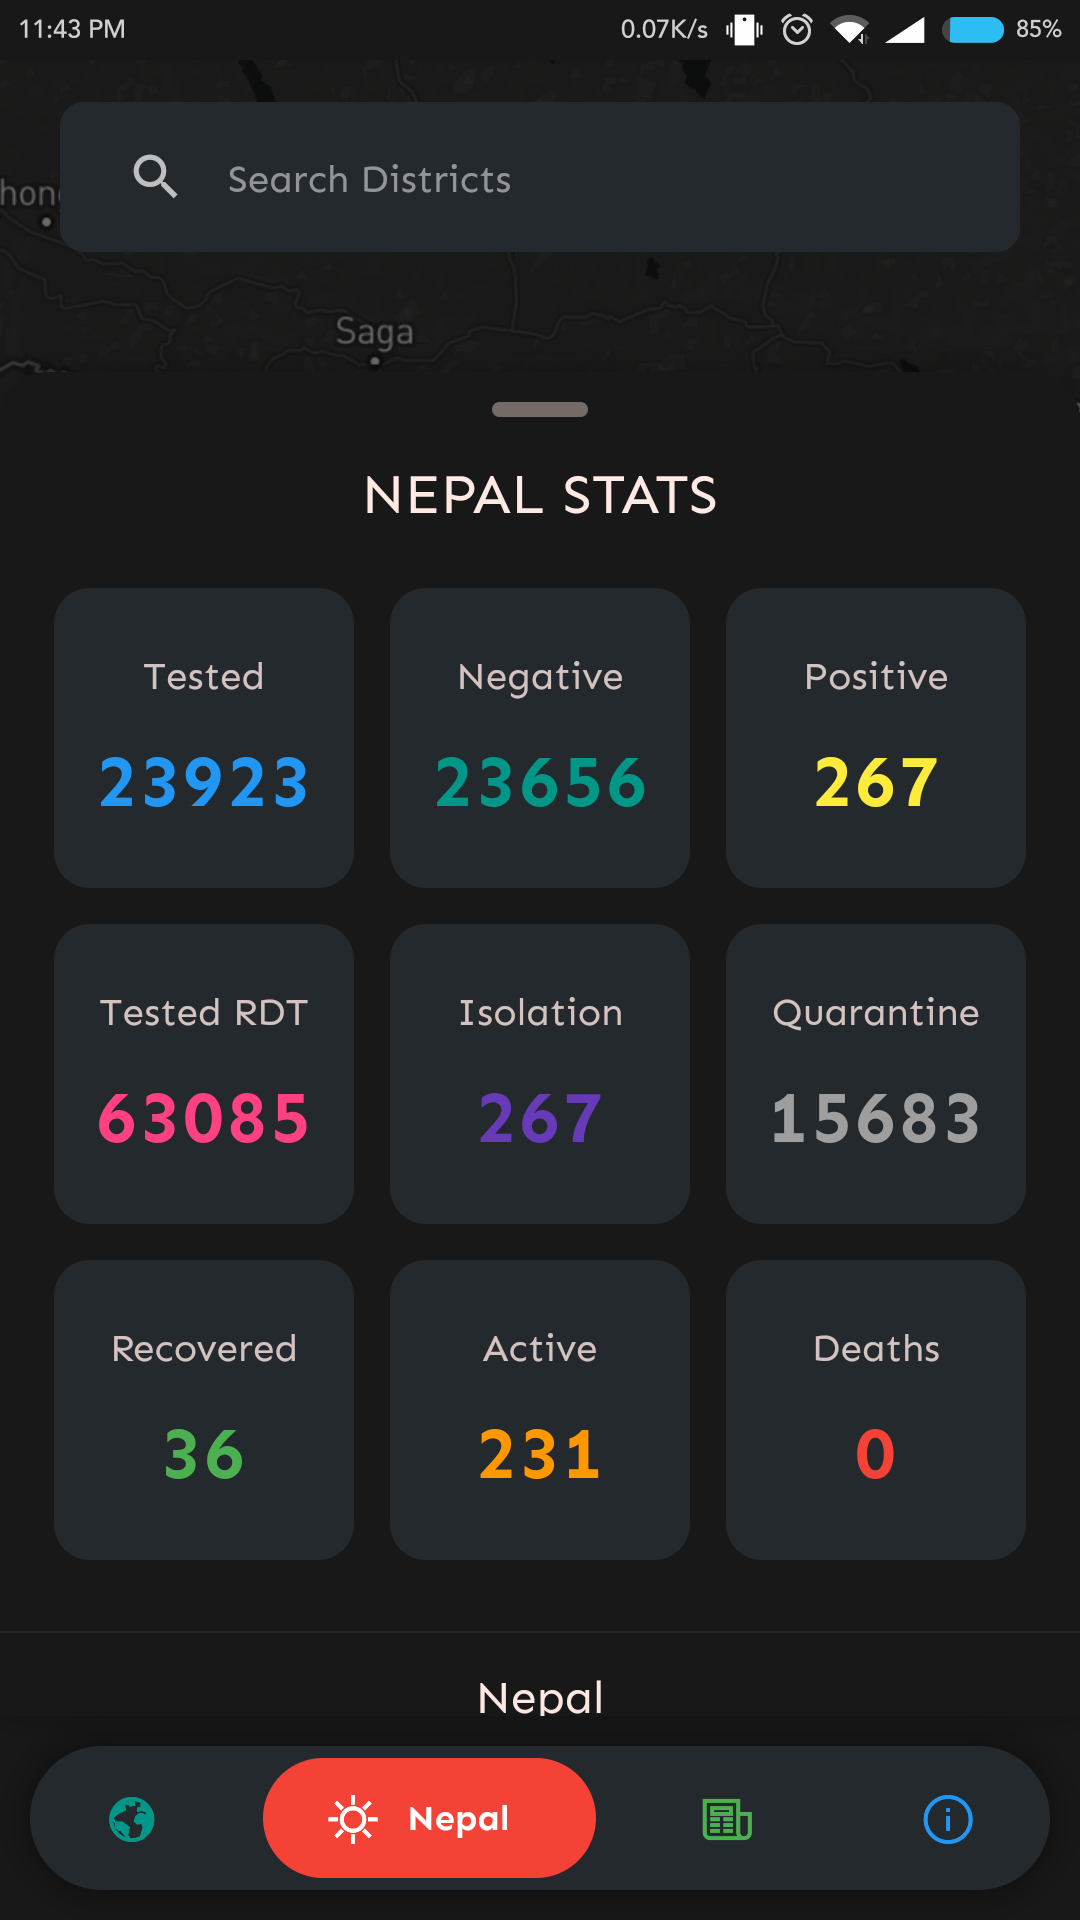 11:43 PM 0.07K/s 85%
Search Districts
Saga
NEPAL STATS
Tested Negative Positive
23923 23656 267
Tested RDT Isolation Quarantine
63085 267 15683
Recovered Active Deaths
36 231 0
Nepal
Nepal